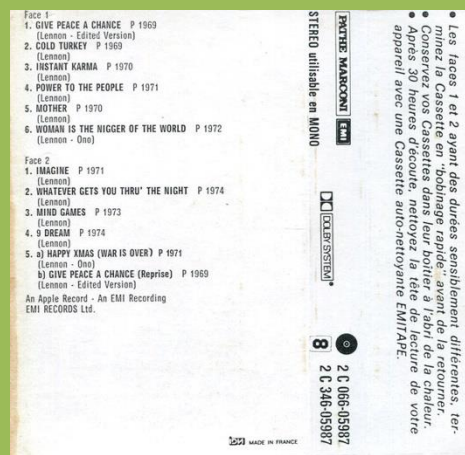 Face 1
1. GIVE PEACE A CHANCE P 1969
(Lennon - Edited Version)
2. COLD TURKEY P 1969
(Lennon)
3. INSTANT KARMA P 1970
(Lennon)
4. POWER TO THE PEOPLE P 1971
(Lennon)
5. MOTHER P 1970
(Lennon)
6. WOMAN IS THE NIGGER OF THE WORLD P 1972
(Lennon - Ono)
Face 2
1. IMAGINE P 1971
(Lennon)
2. WHATEVER GETS YOU THRU' THE NIGHT P 1974
(Lennon)
3. MIND GAMES P 1973
(Lennon)
4. 9 DREAM P 1974
(Lennon)
5. a) HAPPY XMAS (WAR IS OVER) P 1971
(Lennon - Ono)
b) GIVE PEACE A CHANCE (Reprise) P 1969
(Lennon - Edited Version)
An Apple Record - An EMI Recording
EMI RECORDS Ltd.
MADE IN FRANCE
PATHE MARCONI EMI
STEREO utilisable en MONO
DOLBY SYSTEM
8
2 C 066-05987
2 C 346-05987
• Les faces 1 et 2 ayant des durées sensiblement différentes, ter-
minez la Cassette en "bobinage rapide" avant de la retourner.
• Conservez vos Cassettes dans leur boîtier à l'abri de la chaleur.
• Après 30 heures d'écoute, nettoyez la tête de lecture de votre
appareil avec une Cassette auto-nettoyante EMITAPE.